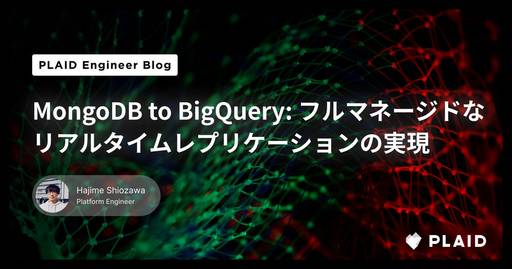 PLAID Engineer Blog
MongoDB to BigQuery: フルマネージドな
リアルタイムレプリケーションの実現
Hajime Shiozawa
Platform Engineer
PLAID